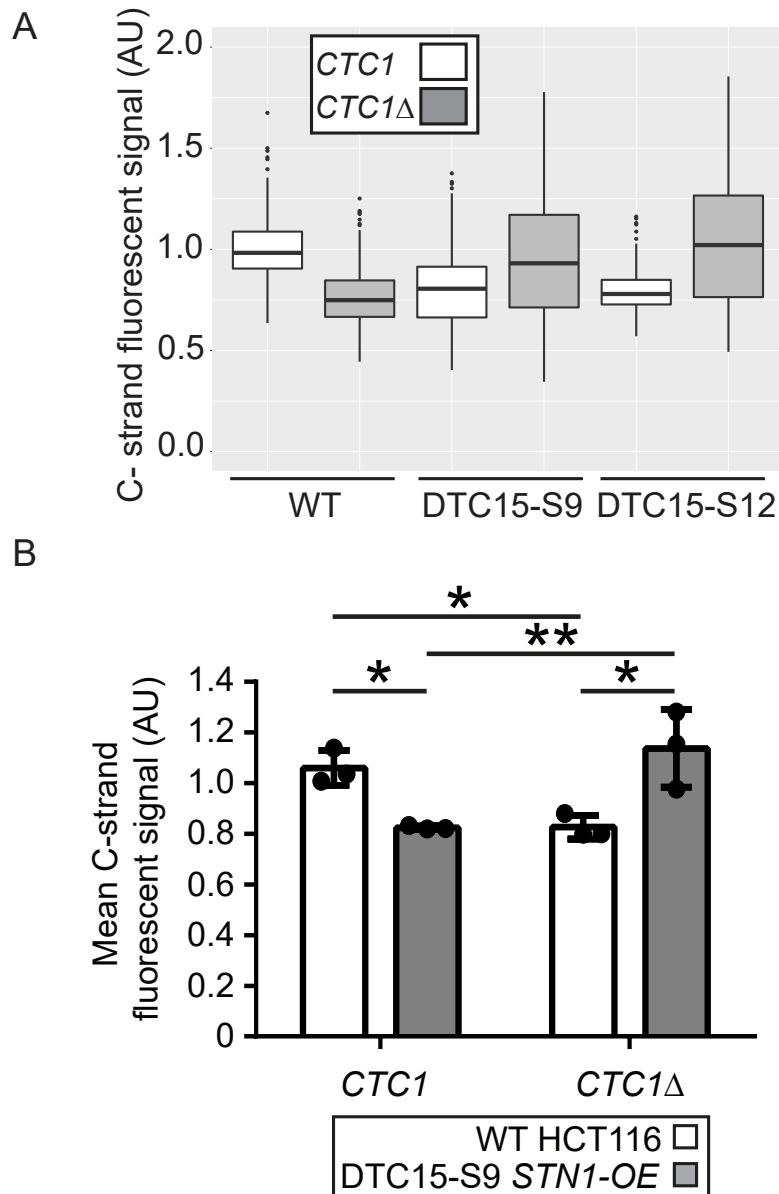 A
C- strand fluorescent signal (AU)
2.0
1.5
1.0
0.5
0.0
CTC1
CTC1Δ
WT DTC15-S9 DTC15-S12
B
Mean C-strand
fluorescent signal (AU)
* 
**
* *
1.4
1.2
1.0
0.8
0.6
0.4
0.2
0
CTC1 CTC1Δ
WT HCT116
DTC15-S9 STN1-OE